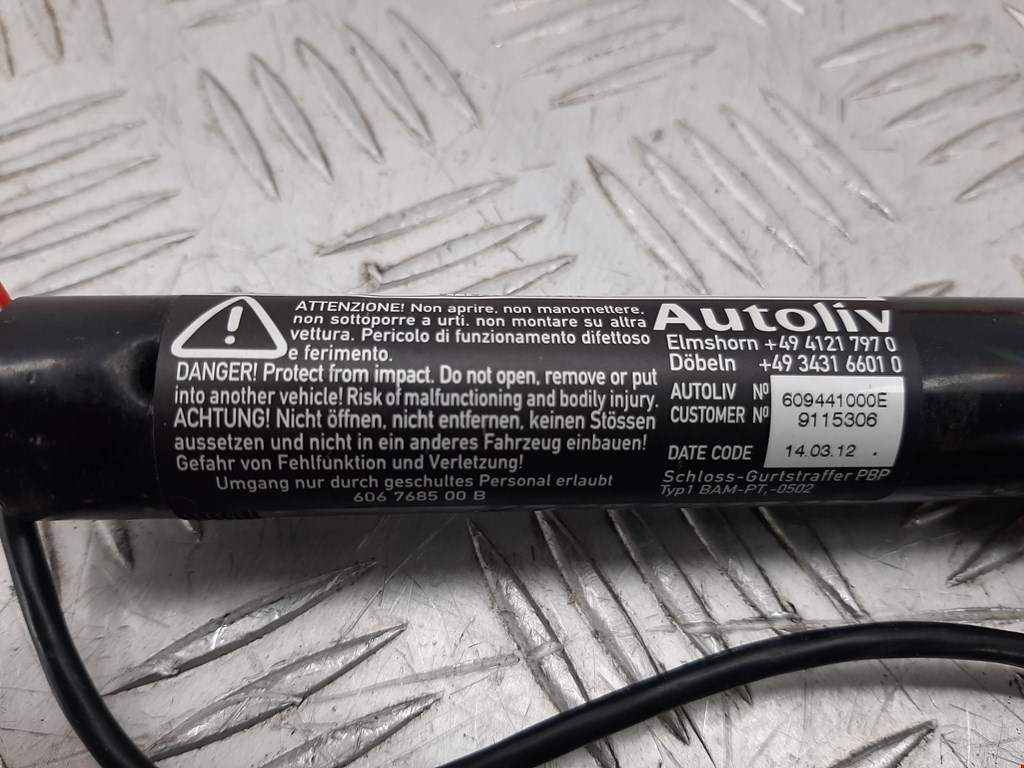 ATTENZIONE! Non aprire, non manomettere,
non sottoporre a urti, non montare su altra
vettura. Pericolo di funzionamento difettoso
e ferimento.
DANGER! Protect from impact. Do not open, remove or put
into another vehicle! Risk of malfunctioning and bodily injury.
ACHTUNG! Nicht öffnen, nicht entfernen, keinen Stössen
aussetzen und nicht in ein anderes Fahrzeug einbauen!
Gefahr von Fehlfunktion und Verletzung!
Umgang nur durch geschultes Personal erlaubt
606 7685 00 B
Autoliv
Elmshorn +49 4121 797 0
Döbeln +49 3431 6601 0
AUTOLIV Nº 609441000E
CUSTOMER Nº 9115306
DATE CODE 14.03.12 .
Schloss-Gurtstraffer PBP
Typ1 BAM-PT,-0502